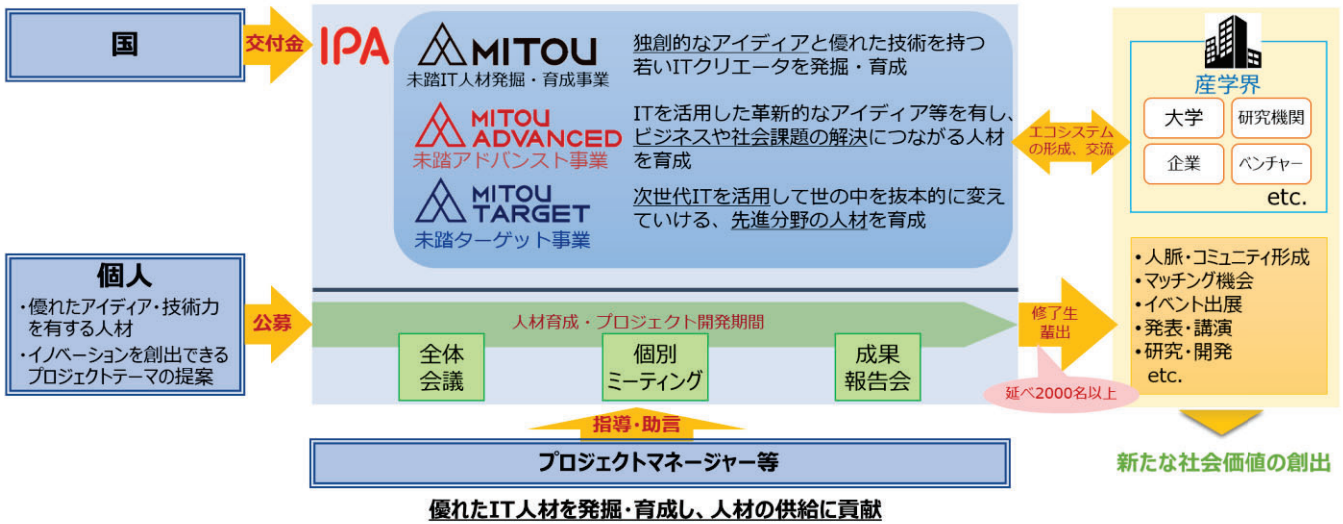 国
交付金
IPA
MITOU
未踏IT人材発掘・育成事業
独創的なアイディアと優れた技術を持つ
若いITクリエータを発掘・育成
MITOU
ADVANCED
未踏アドバンスト事業
ITを活用した革新的なアイディア等を有し、
ビジネスや社会課題の解決につながる人材
を育成
MITOU
TARGET
未踏ターゲット事業
次世代ITを活用して世の中を抜本的に変え
ていける、先進分野の人材を育成
エコシステム
の形成、交流
産学界
大学
研究機関
企業
ベンチャー
etc.
個人
・優れたアイディア・技術力
を有する人材
・イノベーションを創出できる
プロジェクトテーマの提案
公募
人材育成・プロジェクト開発期間
全体
会議
個別
ミーティング
成果
報告会
修了生
輩出
延べ2000名以上
・人脈・コミュニティ形成
・マッチング機会
・イベント出展
・発表・講演
・研究・開発
etc.
指導・助言
プロジェクトマネージャー等
新たな社会価値の創出
優れたIT人材を発掘・育成し、人材の供給に貢献